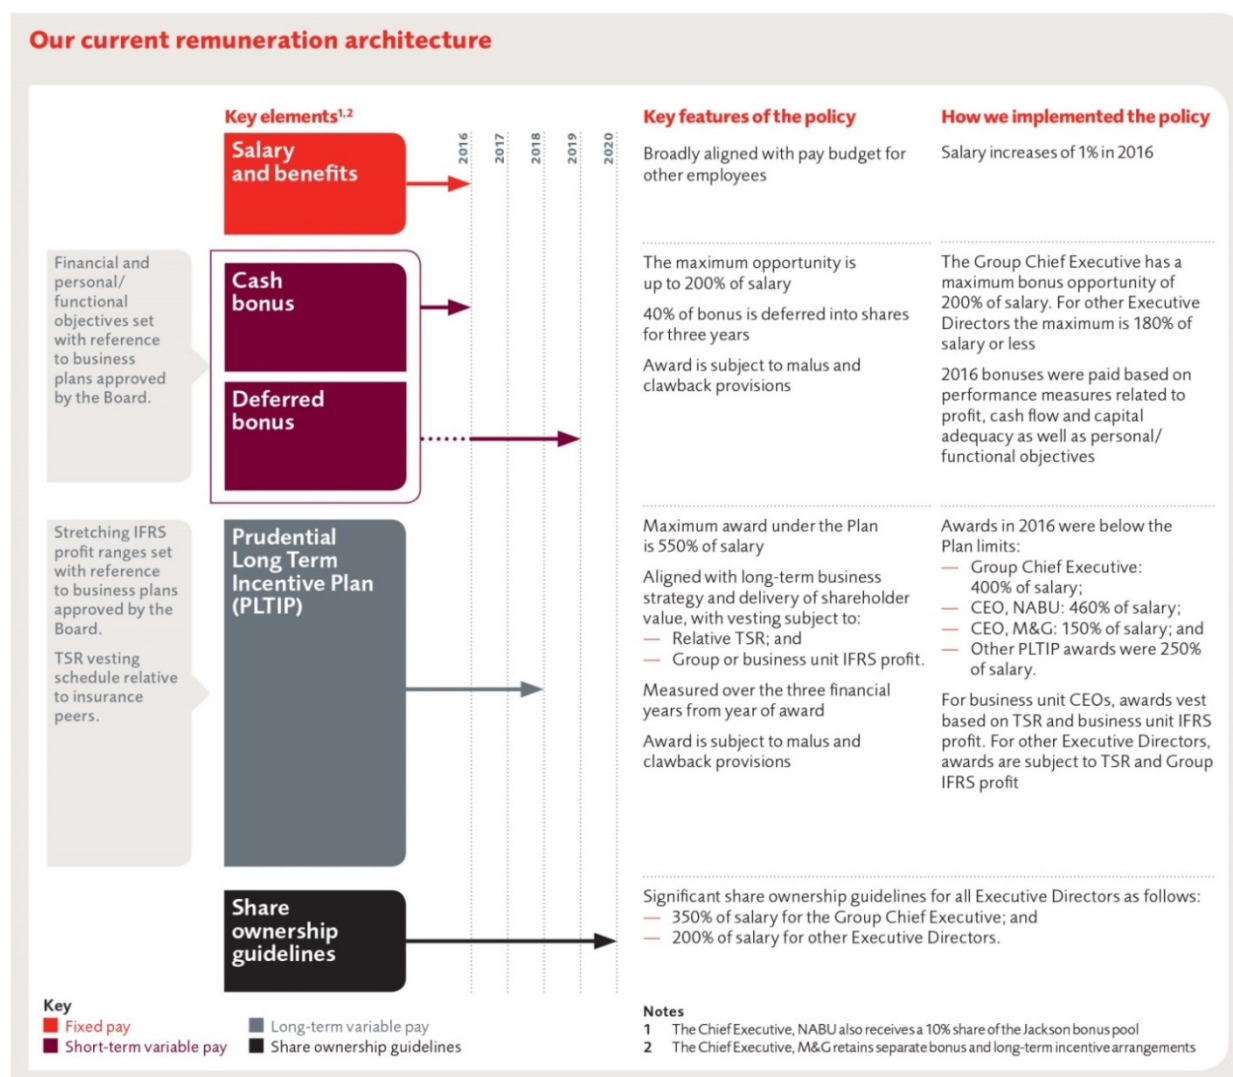 Our current remuneration architecture
Key elements1,2
2016
2017
2018
2019
2020
Key features of the policy
How we implemented the policy
Salary
and benefits
Broadly aligned with pay budget for
other employees
Salary increases of 1% in 2016
Financial and
personal/
functional
objectives set
with reference
to business
plans approved
by the Board.
Cash
bonus
Deferred
bonus
The maximum opportunity is
up to 200% of salary
40% of bonus is deferred into shares
for three years
Award is subject to malus and
clawback provisions
The Group Chief Executive has a
maximum bonus opportunity of
200% of salary. For other Executive
Directors the maximum is 180% of
salary or less
2016 bonuses were paid based on
performance measures related to
profit, cash flow and capital
adequacy as well as personal/
functional objectives
Stretching IFRS
profit ranges set
with reference
to business plans
approved by the
Board.
TSR vesting
schedule relative
to insurance
peers.
Prudential
Long Term
Incentive Plan
(PLTIP)
Maximum award under the Plan
is 550% of salary
Aligned with long-term business
strategy and delivery of shareholder
value, with vesting subject to:
— Relative TSR; and
— Group or business unit IFRS profit.
Measured over the three financial
years from year of award
Award is subject to malus and
clawback provisions
Awards in 2016 were below the
Plan limits:
— Group Chief Executive:
400% of salary;
— CEO, NABU: 460% of salary;
— CEO, M&G: 150% of salary; and
— Other PLTIP awards were 250%
of salary.
For business unit CEOs, awards vest
based on TSR and business unit IFRS
profit. For other Executive Directors,
awards are subject to TSR and Group
IFRS profit
Share
ownership
guidelines
Significant share ownership guidelines for all Executive Directors as follows:
— 350% of salary for the Group Chief Executive; and
— 200% of salary for other Executive Directors.
Key
Fixed pay
Short-term variable pay
Long-term variable pay
Share ownership guidelines
Notes
1 The Chief Executive, NABU also receives a 10% share of the Jackson bonus pool
2 The Chief Executive, M&G retains separate bonus and long-term incentive arrangements